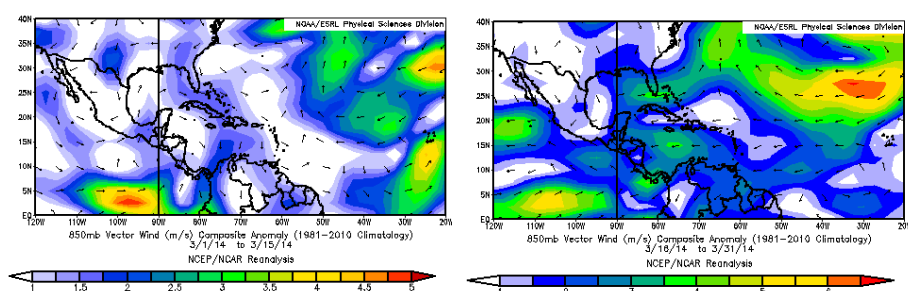 NOAA/ESRL Physical Sciences Division
40N
35N
30N
25N
20N
15N
10N
5N
EQ
120W 110W 100W 90W 80W 70W 60W 50W 40W 30W
850mb Vector Wind (m/s) Composite Anomaly (1981-2010 Climatology)
3/1/14 to 3/15/14
NCEP/NCAR Reanalysis
1 1.5 2 2.5 3 3.5 4 4.5 5
NOAA/ESRL Physical Sciences Division
40N
35N
30N
25N
20N
15N
10N
5N
EQ
120W 110W 100W 90W 80W 70W 60W 50W 40W 30W
850mb Vector Wind (m/s) Composite Anomaly (1981-2010 Climatology)
3/16/14 to 3/31/14
NCEP/NCAR Reanalysis